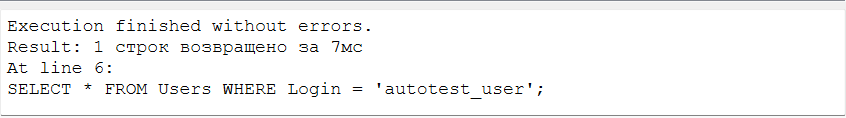 Execution finished without errors.
Result: 1 строк возвращено за 7мс
At line 6:
SELECT * FROM Users WHERE Login = 'autotest_user';